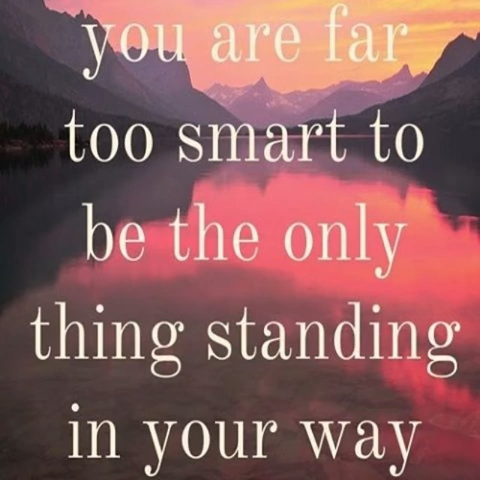 you are far
too smart to
be the only
thing standing
in your way